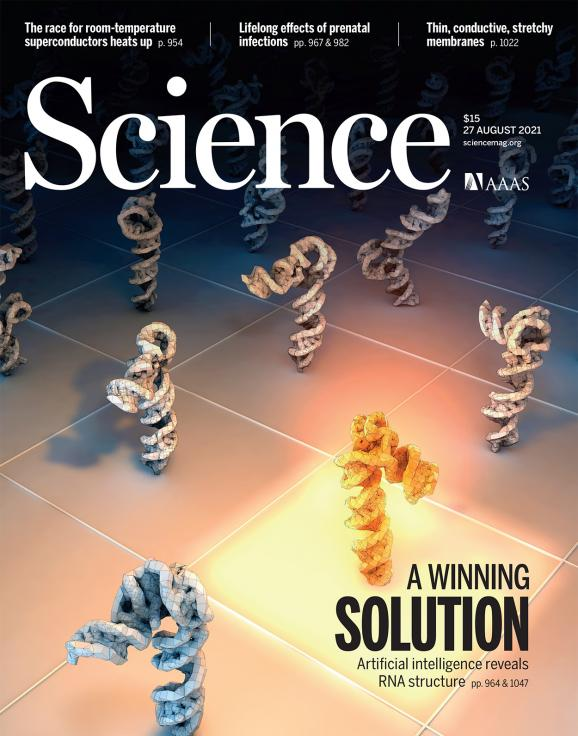 The race for room-temperature
superconductors heats up p. 954
Lifelong effects of prenatal
infections pp. 967 & 982
Thin, conductive, stretchy
membranes p. 1022
Science
$15
27 AUGUST 2021
sciencemag.org
AAAS
A WINNING
SOLUTION
Artificial intelligence reveals
RNA structure pp. 964 & 1047